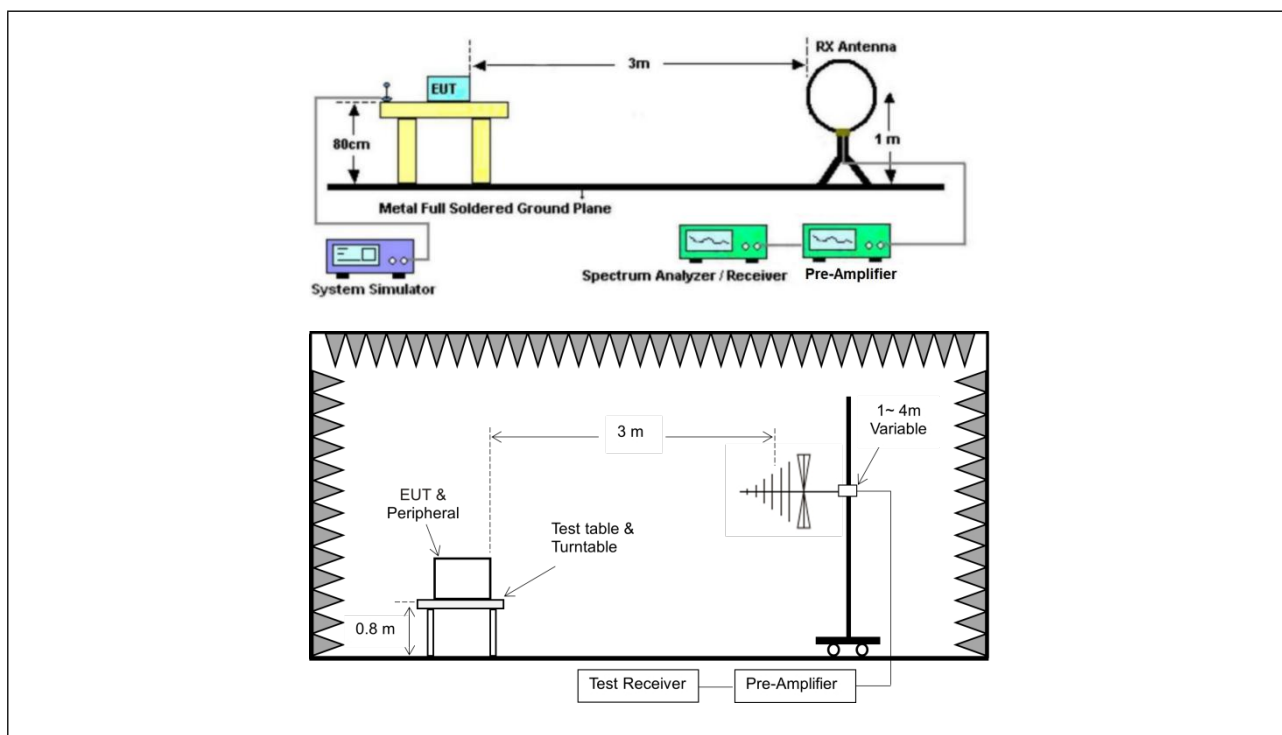 RX Antenna
3m
EUT
80cm
1 m
Metal Full Soldered Ground Plane
System Simulator
Spectrum Analyzer / Receiver
Pre-Amplifier
1~ 4m
Variable
3 m
EUT &
Peripheral
Test table &
Turntable
0.8 m
Test Receiver
Pre-Amplifier